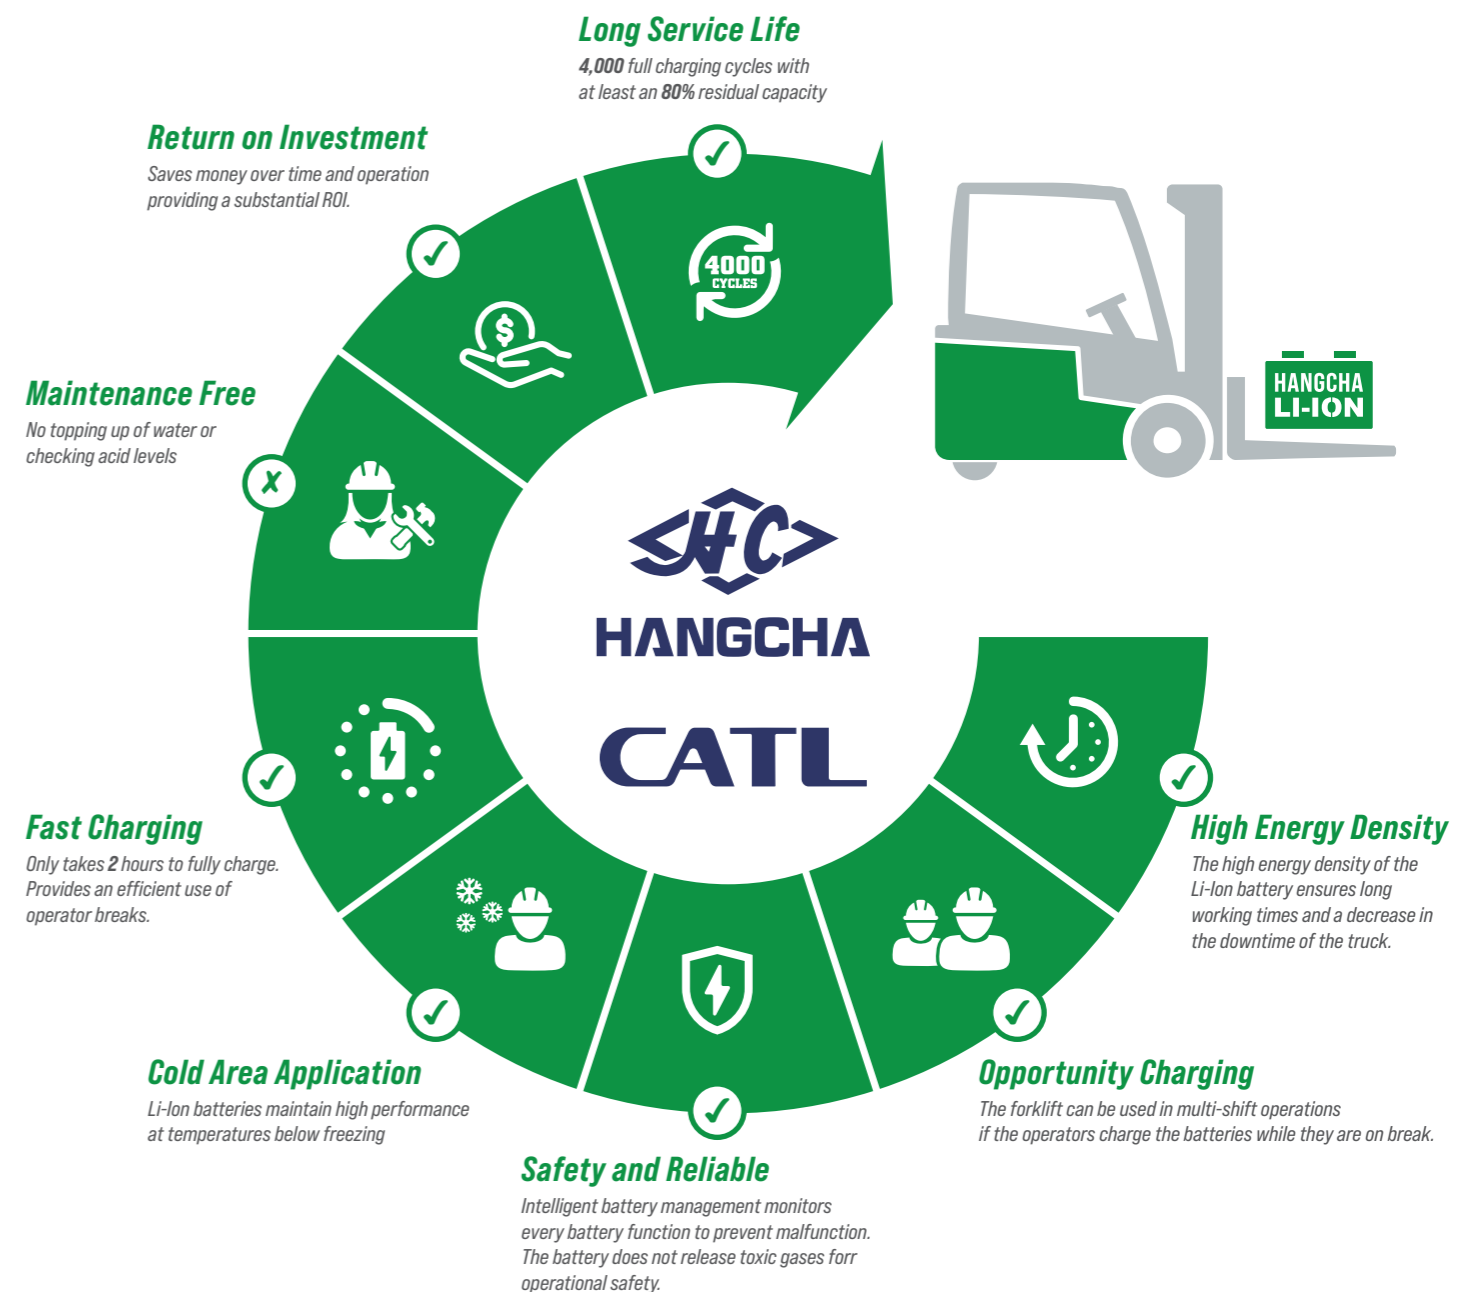 Long Service Life
4,000 full charging cycles with
at least an 80% residual capacity
Return on Investment
Saves money over time and operation
providing a substantial ROI.
4000
CYCLES
$
HANGCHA
LI-ION
Maintenance Free
No topping up of water or
checking acid levels
HC
HANGCHA
CATL
Fast Charging
Only takes 2 hours to fully charge.
Provides an efficient use of
operator breaks.
High Energy Density
The high energy density of the
Li-Ion battery ensures long
working times and a decrease in
the downtime of the truck.
Cold Area Application
Li-Ion batteries maintain high performance
at temperatures below freezing
Opportunity Charging
The forklift can be used in multi-shift operations
if the operators charge the batteries while they are on break.
Safety and Reliable
Intelligent battery management monitors
every battery function to prevent malfunction.
The battery does not release toxic gases forr
operational safety.